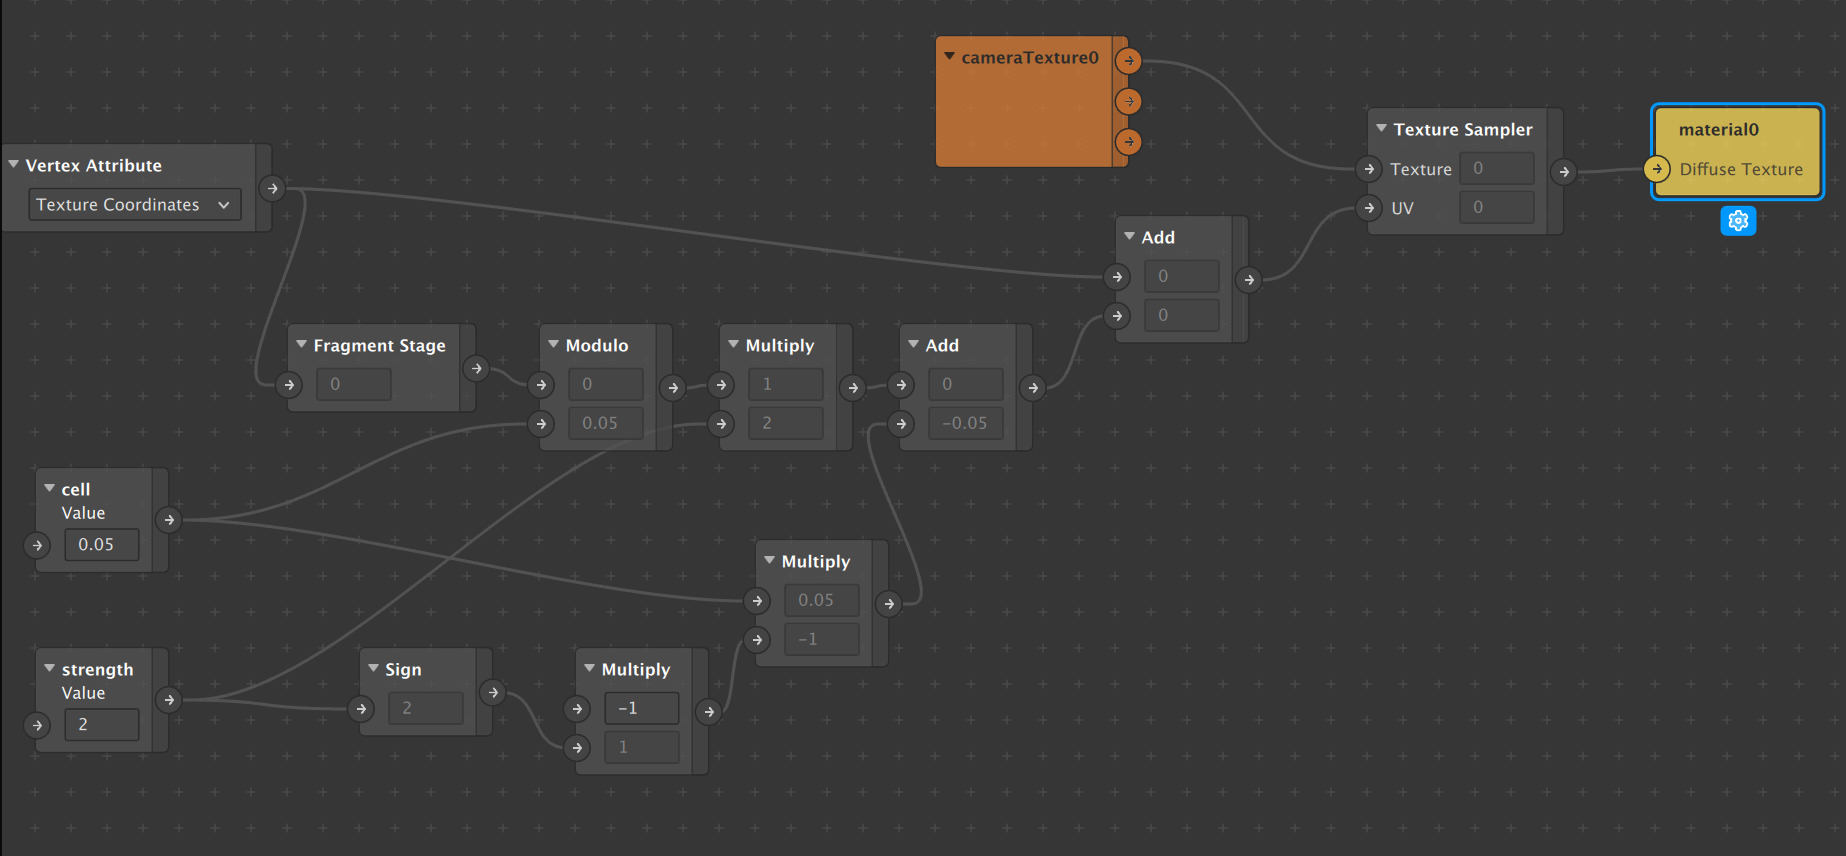 cameraTexture0
Texture Sampler
Texture 0
UV 0
material0
Diffuse Texture
Vertex Attribute
Texture Coordinates
Add
0
0
Fragment Stage
0
Modulo
0
0.05
Multiply
1
2
Add
0
-0.05
cell
Value
0.05
Multiply
0.05
-1
strength
Value
2
Sign
2
Multiply
-1
1